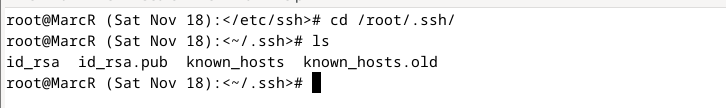 root@MarcR (Sat Nov 18):</etc/ssh># cd /root/.ssh/
root@MarcR (Sat Nov 18):<~/.ssh># ls
id_rsa  id_rsa.pub  known_hosts  known_hosts.old
root@MarcR (Sat Nov 18):<~/.ssh>#